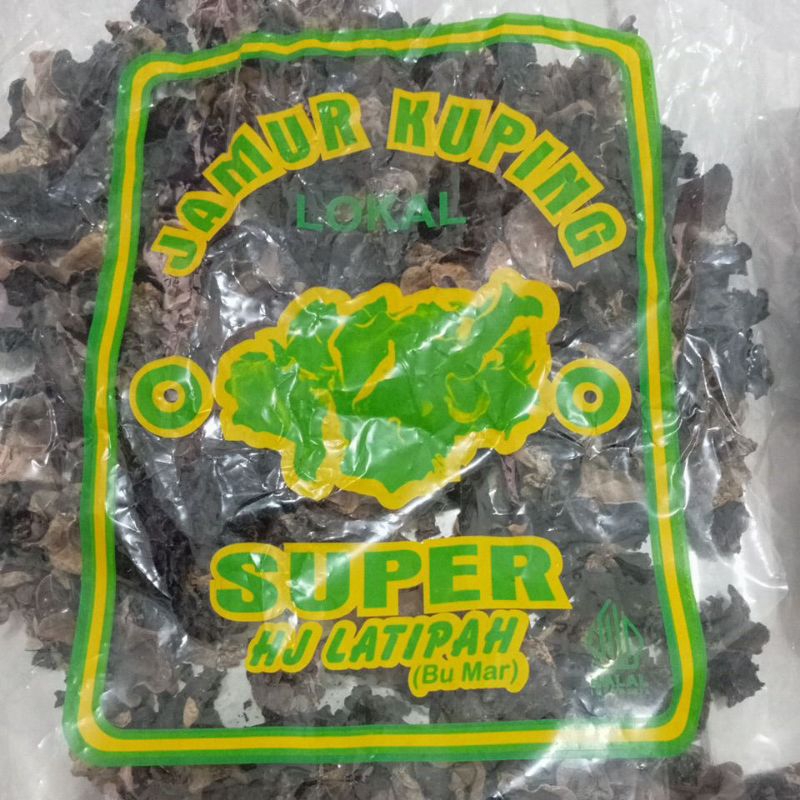 JAMUR KUPING
LOKAL
SUPER
HJ LATIPAH
(Bu Mar)
HALAL